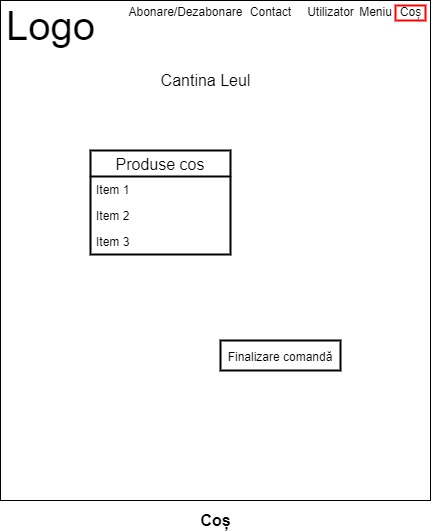 Logo
Abonare/Dezabonare Contact Utilizator Meniu Coș
Cantina Leul
Produse cos
Item 1
Item 2
Item 3
Finalizare comandă
Coș